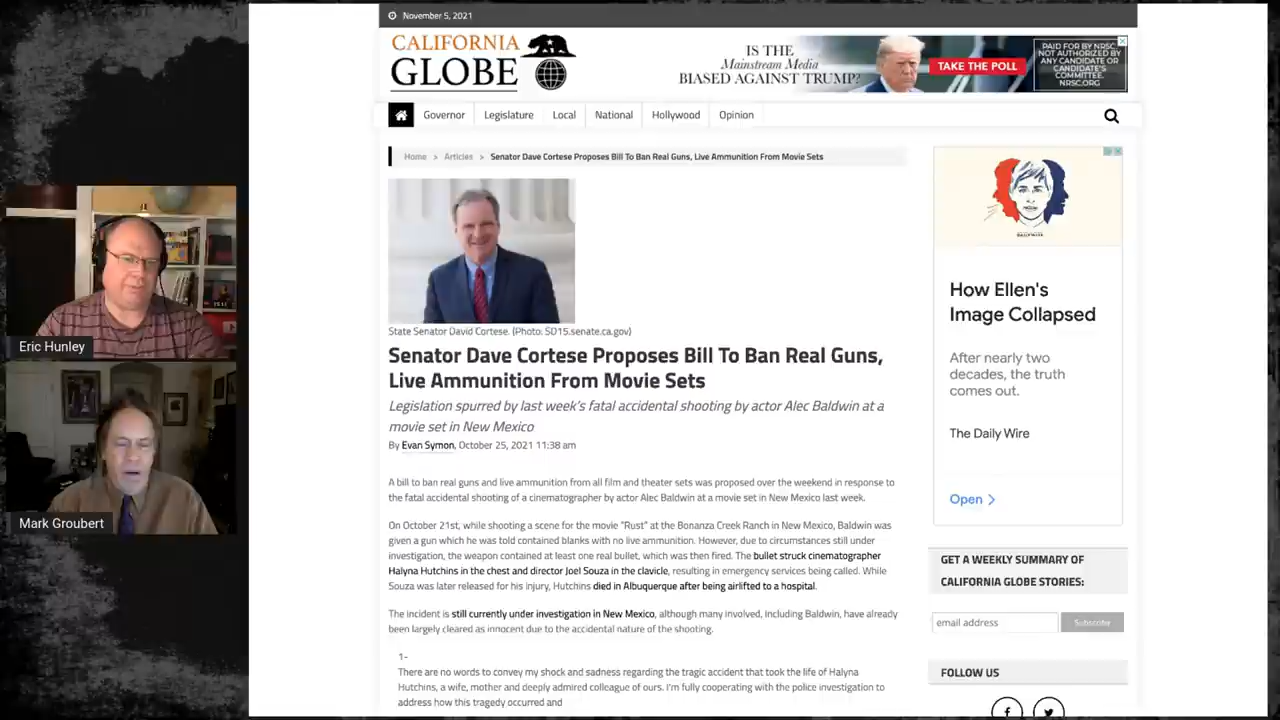 November 5, 2021
CALIFORNIA
GLOBE
IS THE
Mainstream Media
BIASED AGAINST TRUMP?
TAKE THE POLL
PAID FOR BY NRSC.
NOT AUTHORIZED
BY ANY CANDIDATE OR
CANDIDATE'S
COMMITTEE.
NRSC.ORG
Governor Legislature Local National Hollywood Opinion
Home > Articles > Senator Dave Cortese Proposes Bill To Ban Real Guns, Live Ammunition From Movie Sets
State Senator David Cortese. (Photo: SD15.senate.ca.gov)
Senator Dave Cortese Proposes Bill To Ban Real Guns,
Live Ammunition From Movie Sets
Legislation spurred by last week's fatal accidental shooting by actor Alec Baldwin at a
movie set in New Mexico
By Evan Symon, October 25, 2021 11:38 am
A bill to ban real guns and live ammunition from all film and theater sets was proposed over the weekend in response to
the fatal accidental shooting of a cinematographer by actor Alec Baldwin at a movie set in New Mexico last week.
On October 21st, while shooting a scene for the movie "Rust" at the Bonanza Creek Ranch in New Mexico, Baldwin was
given a gun which he was told contained blanks with no live ammunition. However, due to circumstances still under
investigation, the weapon contained at least one real bullet, which was then fired. The bullet struck cinematographer
Halyna Hutchins in the chest and director Joel Souza in the clavicle, resulting in emergency services being called. While
Souza was later released for his injury, Hutchins died in Albuquerque after being airlifted to a hospital.
The incident is still currently under investigation in New Mexico, although many involved, including Baldwin, have already
been largely cleared as innocent due to the accidental nature of the shooting.
1-
There are no words to convey my shock and sadness regarding the tragic accident that took the life of Halyna
Hutchins, a wife, mother and deeply admired colleague of ours. I'm fully cooperating with the police investigation to
address how this tragedy occurred and
How Ellen's
Image Collapsed
After nearly two
decades, the truth
comes out.
The Daily Wire
Open >
GET A WEEKLY SUMMARY OF
CALIFORNIA GLOBE STORIES:
email address
Subscribe
FOLLOW US
Eric Hunley
Mark Groubert